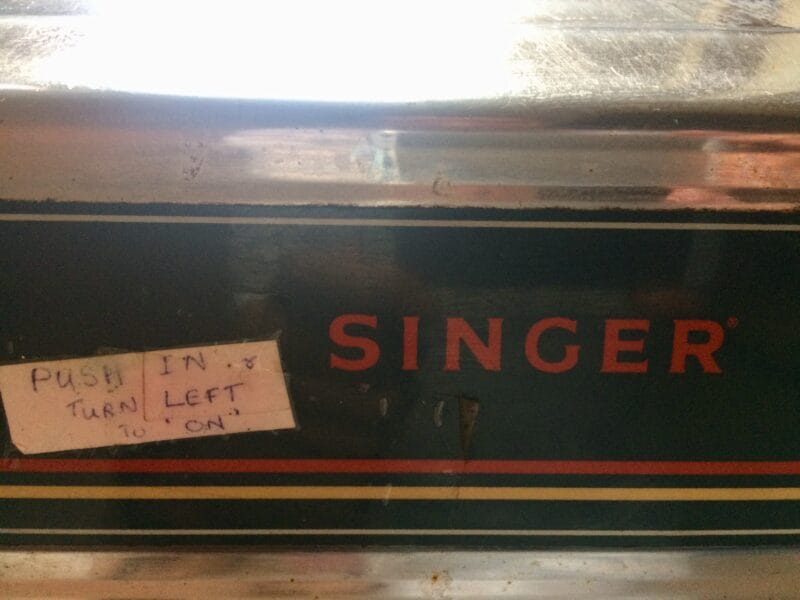 PUSH IN &
TURN LEFT
TO "ON"
SINGER®